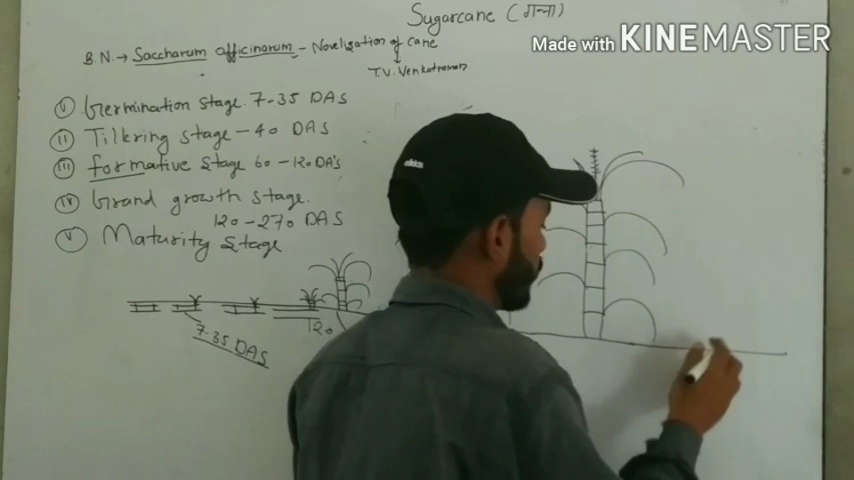 Sugarcane (गन्ना)
Made with KINEMASTER
B.N. → Saccharum officinarum - Novelization of cane
T.V. Venkatraman
(I) Germination stage 7-35 DAS
(II) Tillering stage - 40 DAS
(III) formative stage 60-120 DAS
(IV) Grand growth stage.
120-270 DAS
(V) Maturity stage
7-35 DAS
120